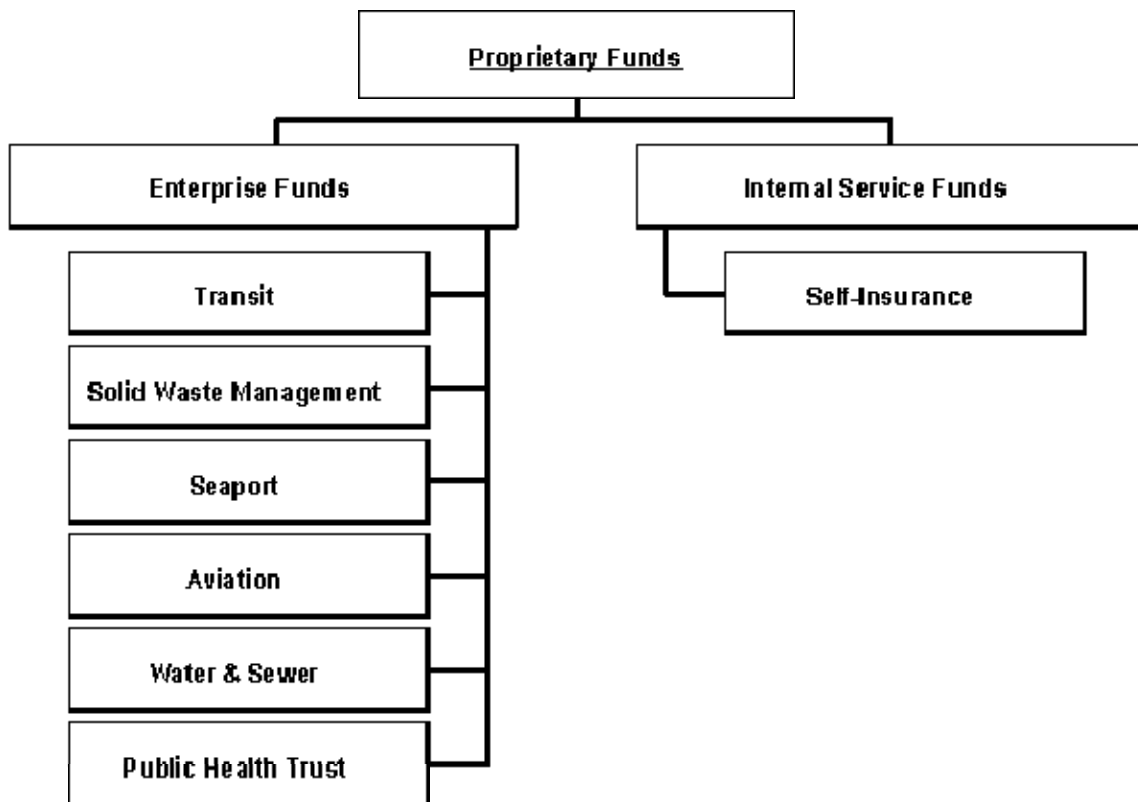 Proprietary Funds
Enterprise Funds
Internal Service Funds
Transit
Self-Insurance
Solid Waste Management
Seaport
Aviation
Water & Sewer
Public Health Trust